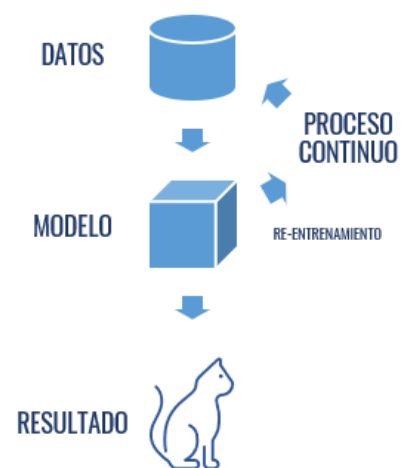 DATOS
PROCESO
CONTINUO
MODELO
RE-ENTRENAMIENTO
RESULTADO